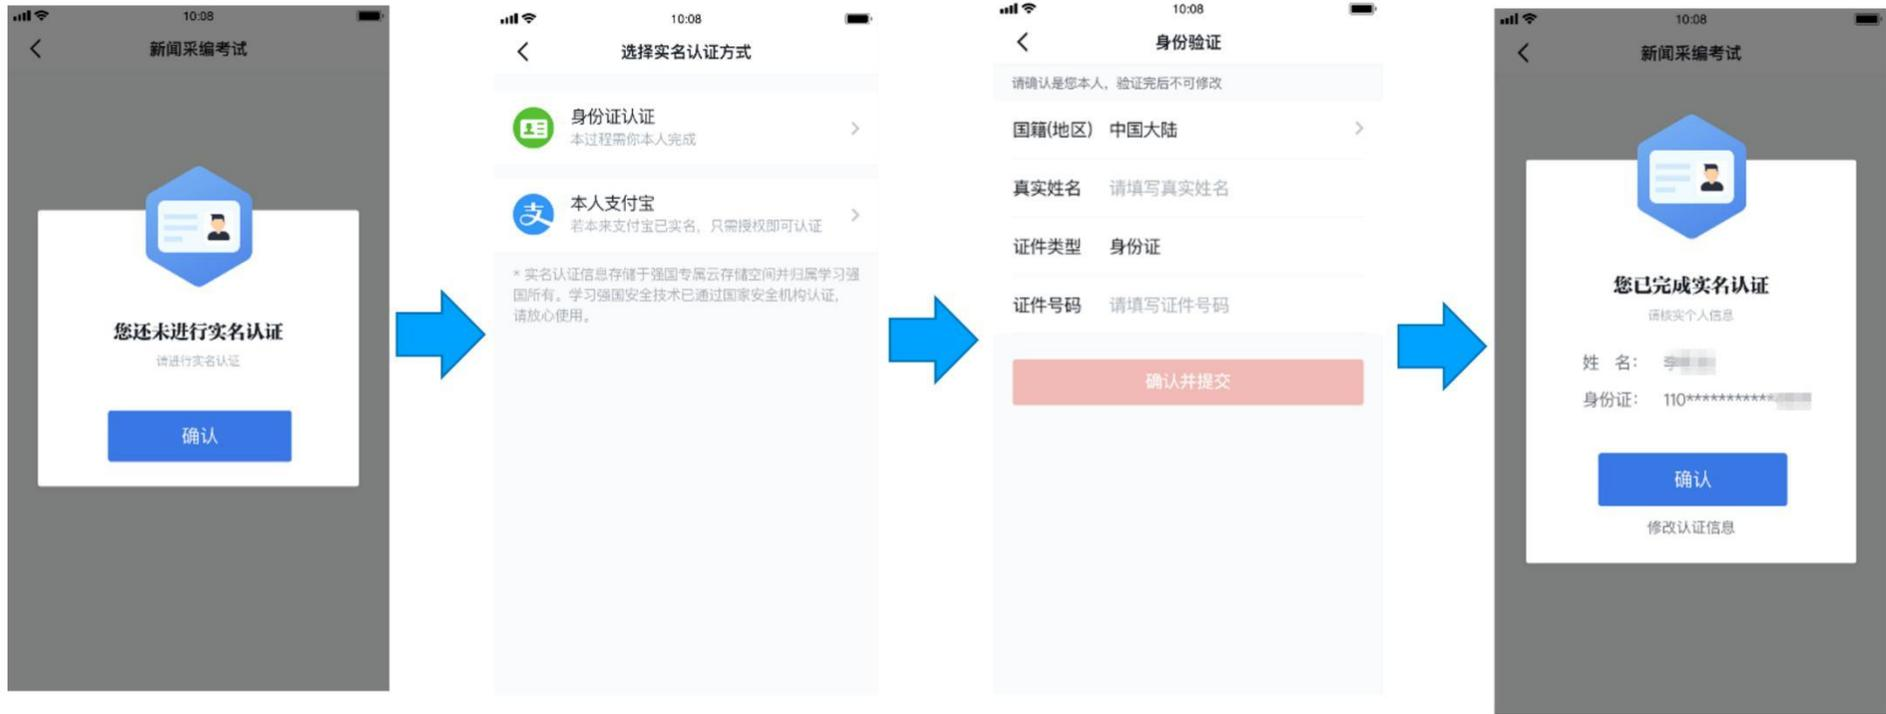 10:08
新闻采编考试
您还未进行实名认证
请进行实名认证
确认
10:08
选择实名认证方式
身份证认证
本过程需你本人完成
支
本人支付宝
若本来支付宝已实名，只需授权即可认证
* 实名认证信息存储于强国专属云存储空间并归属学习强
国所有。学习强国安全技术已通过国家安全机构认证，
请放心使用。
10:08
身份验证
请确认是您本人，验证完后不可修改
国籍(地区) 中国大陆
真实姓名 请填写真实姓名
证件类型 身份证
证件号码 请填写证件号码
确认并提交
10:08
新闻采编考试
您已完成实名认证
请核实个人信息
姓 名： 李
身份证： 110***********
确认
修改认证信息